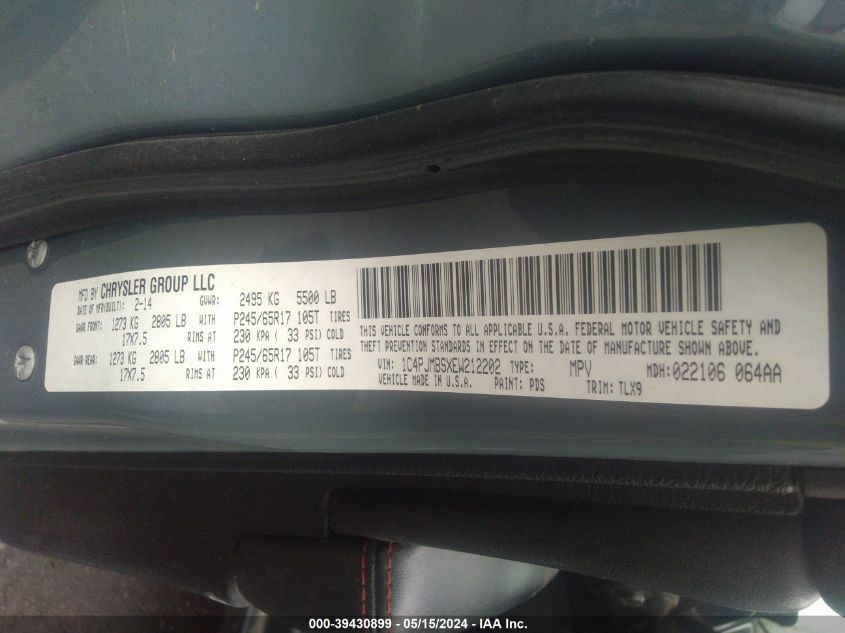 MFD BY CHRYSLER GROUP LLC
DATE OF MFR(BUILT): 2-14 GVWR: 2495 KG 5500 LB
GAWR FRONT: 1273 KG 2805 LB WITH P245/65R17 105T TIRES
17X7.5 RIMS AT 230 KPA ( 33 PSI) COLD
GAWR REAR: 1273 KG 2805 LB WITH P245/65R17 105T TIRES
17X7.5 RIMS AT 230 KPA ( 33 PSI) COLD
THIS VEHICLE CONFORMS TO ALL APPLICABLE U.S.A. FEDERAL MOTOR VEHICLE SAFETY AND
THEFT PREVENTION STANDARDS IN EFFECT ON THE DATE OF MANUFACTURE SHOWN ABOVE.
VIN: 1C4PJMBSXEW212202 TYPE: MPV MDH: 022106 064AA
VEHICLE MADE IN U.S.A. PAINT: PDS TRIM: TLX9
000-39430899 - 05/15/2024 - IAA Inc.